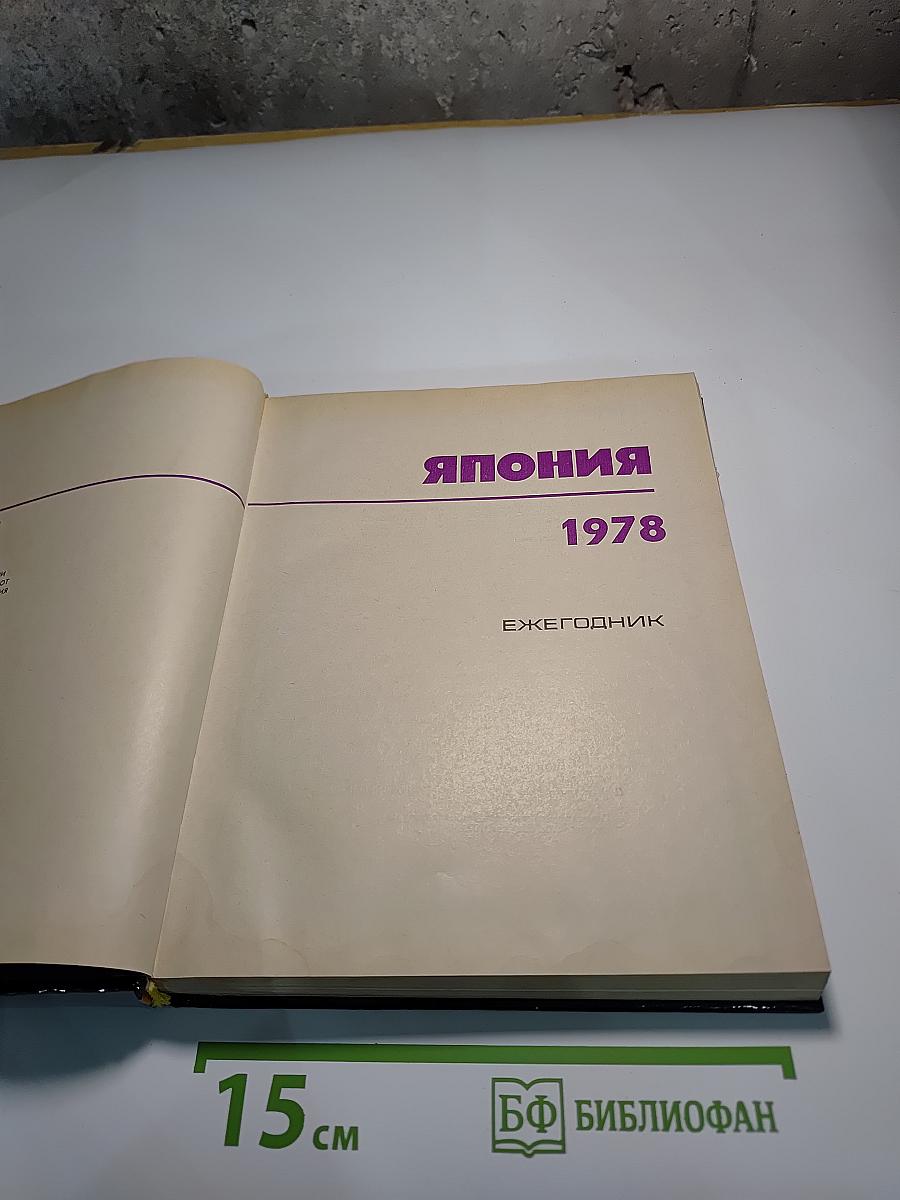 ЯПОНИЯ
1978
ЕЖЕГОДНИК
15 см
БФ БИБЛИОФАН